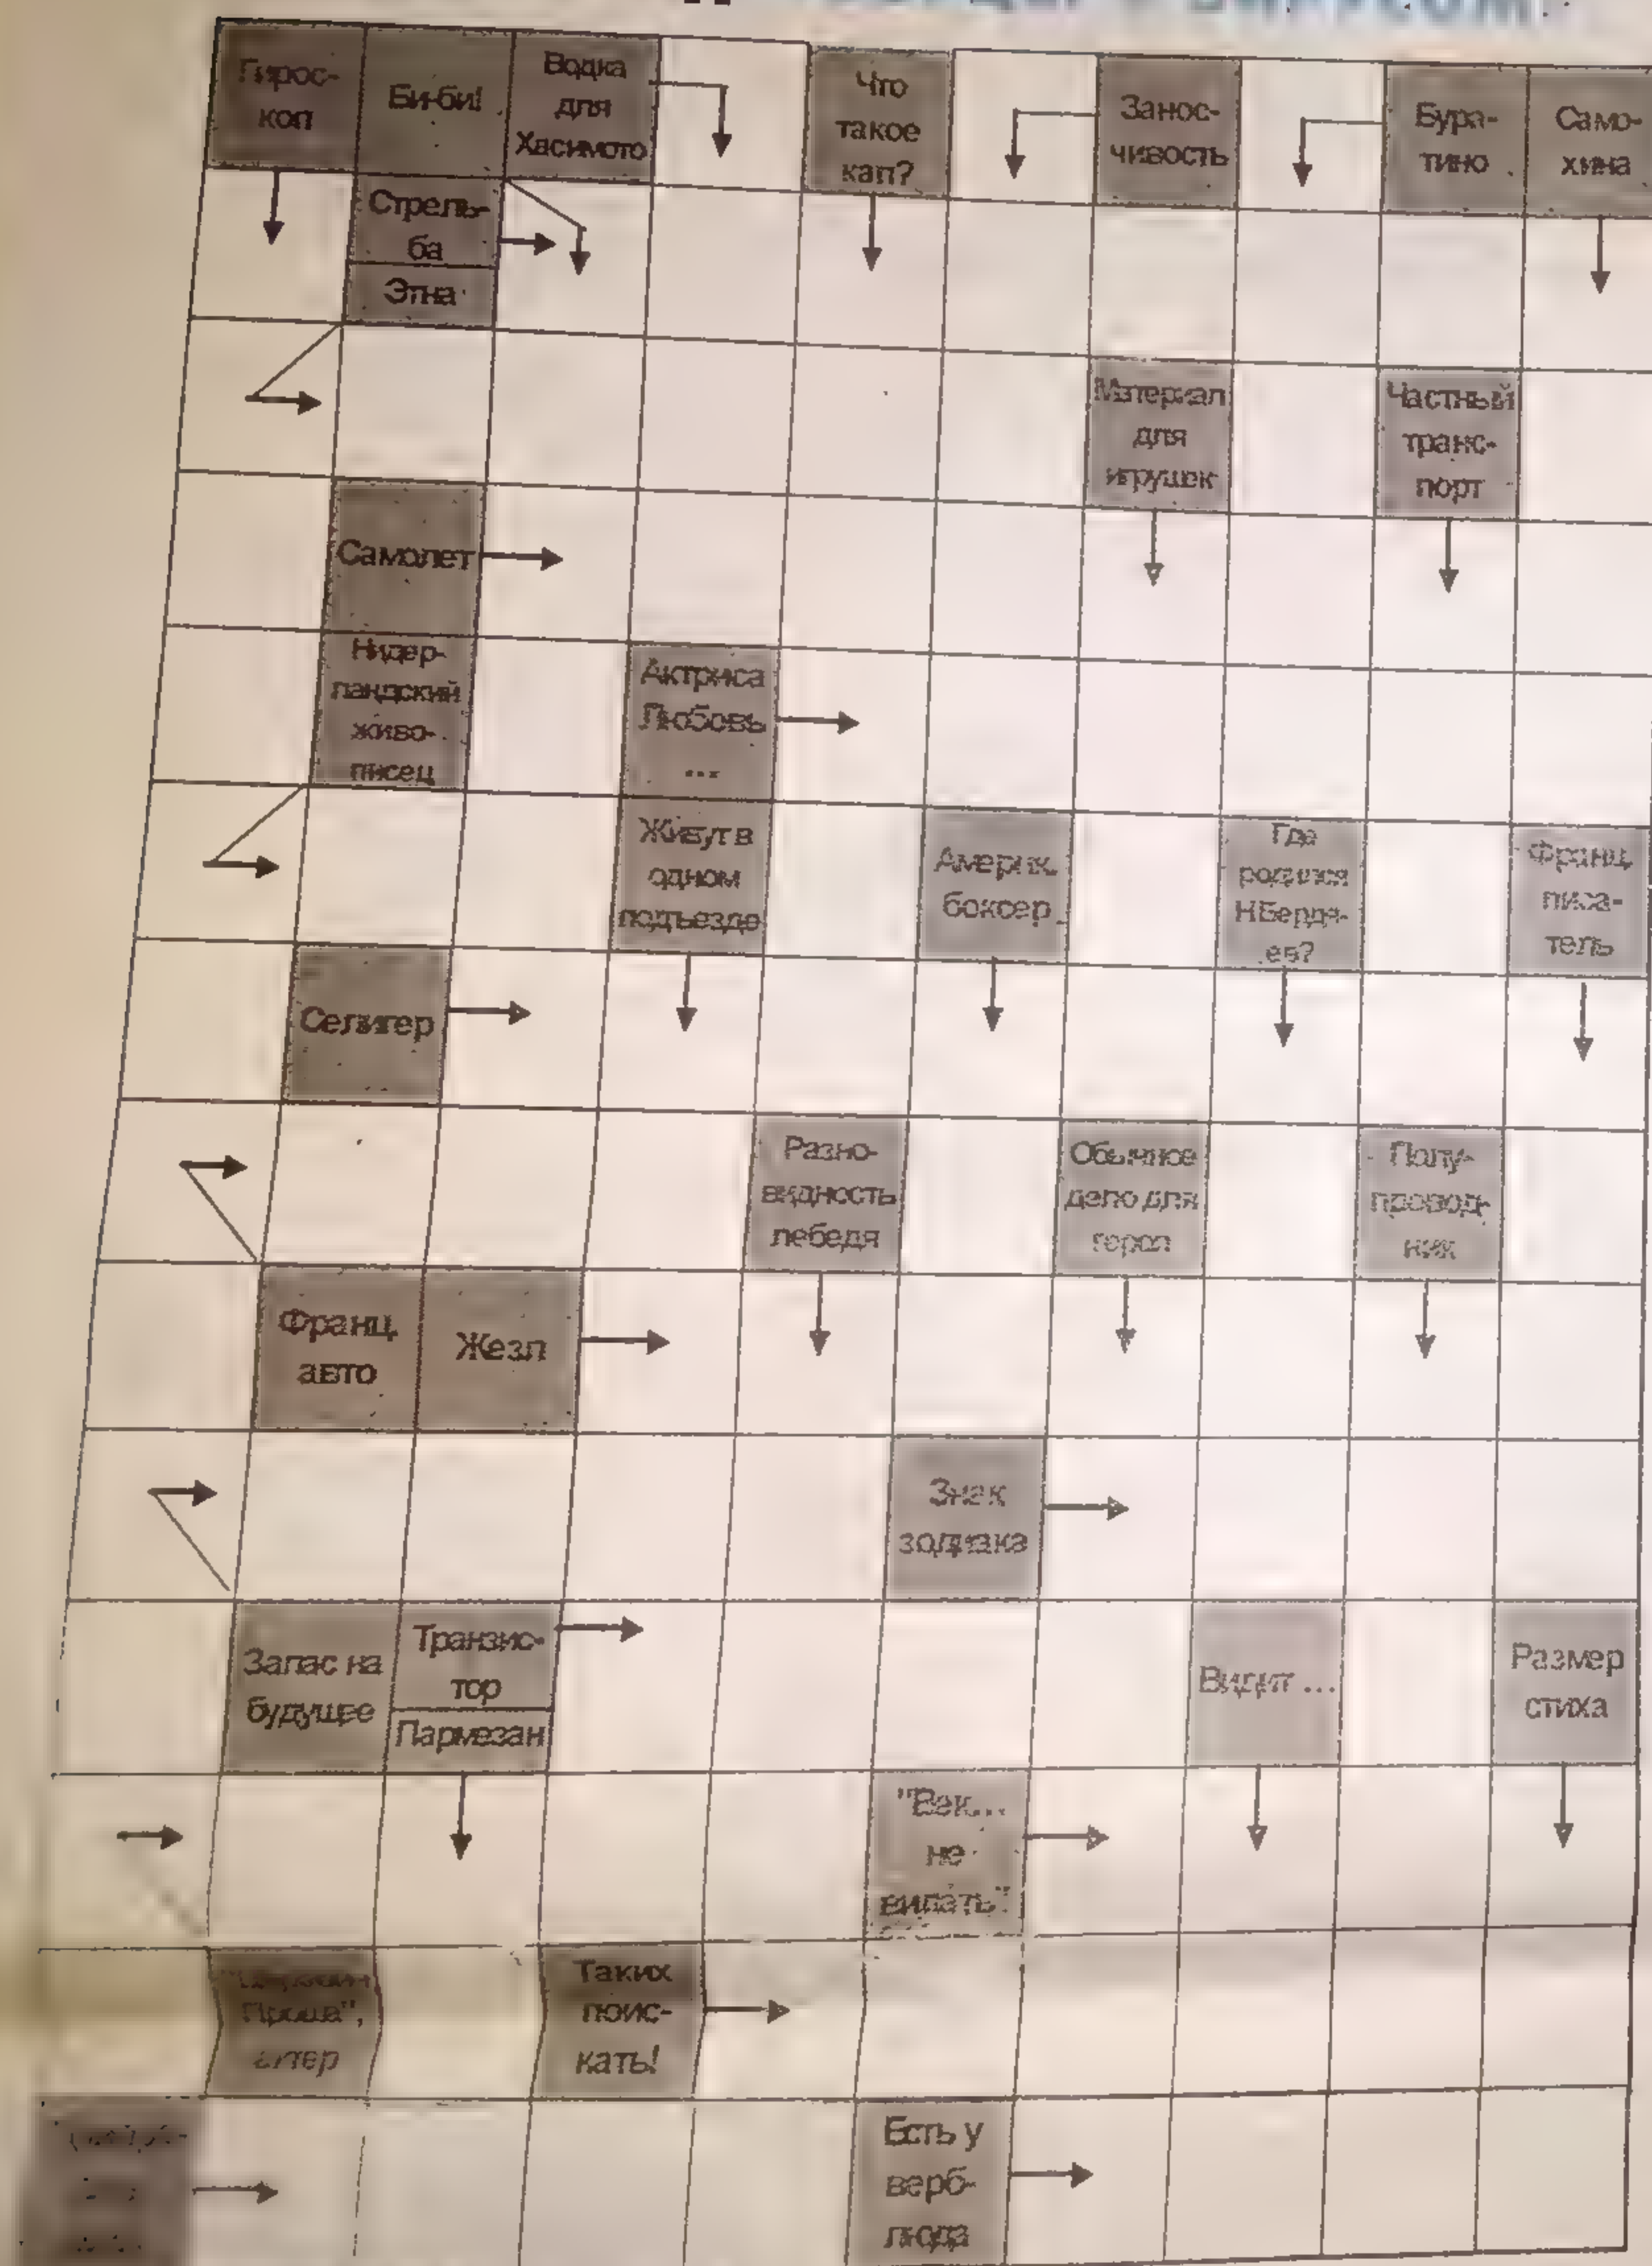 Гирос-
коп
Би-би!
Водка
для
Хасимото
Что
такое
кап?
Занос-
чивость
Бура-
тино
Само-
хина
Стрель-
ба
Этна
Материал
для
игрушек
Частный
транс-
порт
Самолет
Нидер-
ландский
живо-
писец
Актриса
Любовь
...
Живут в
одном
подъезде
Америк.
боксер
Где
родился
Н.Бердя-
ев?
Франц.
писа-
тель
Селигер
Разно-
видность
лебедя
Обычное
дело для
героя
Полу-
провод-
ник
Франц.
авто
Жезл
Знак
зодиака
Запас на
будущее
Транзис-
тор
Пармезан
Видит ...
Размер
стиха
"Век...
не
видать"
Проша",
актер
Таких
поис-
кать!
Есть у
верб-
люда